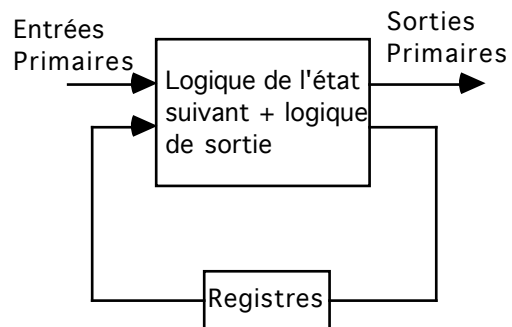 Entrées
Primaires
Sorties
Primaires
Logique de l'état
suivant + logique
de sortie
Registres